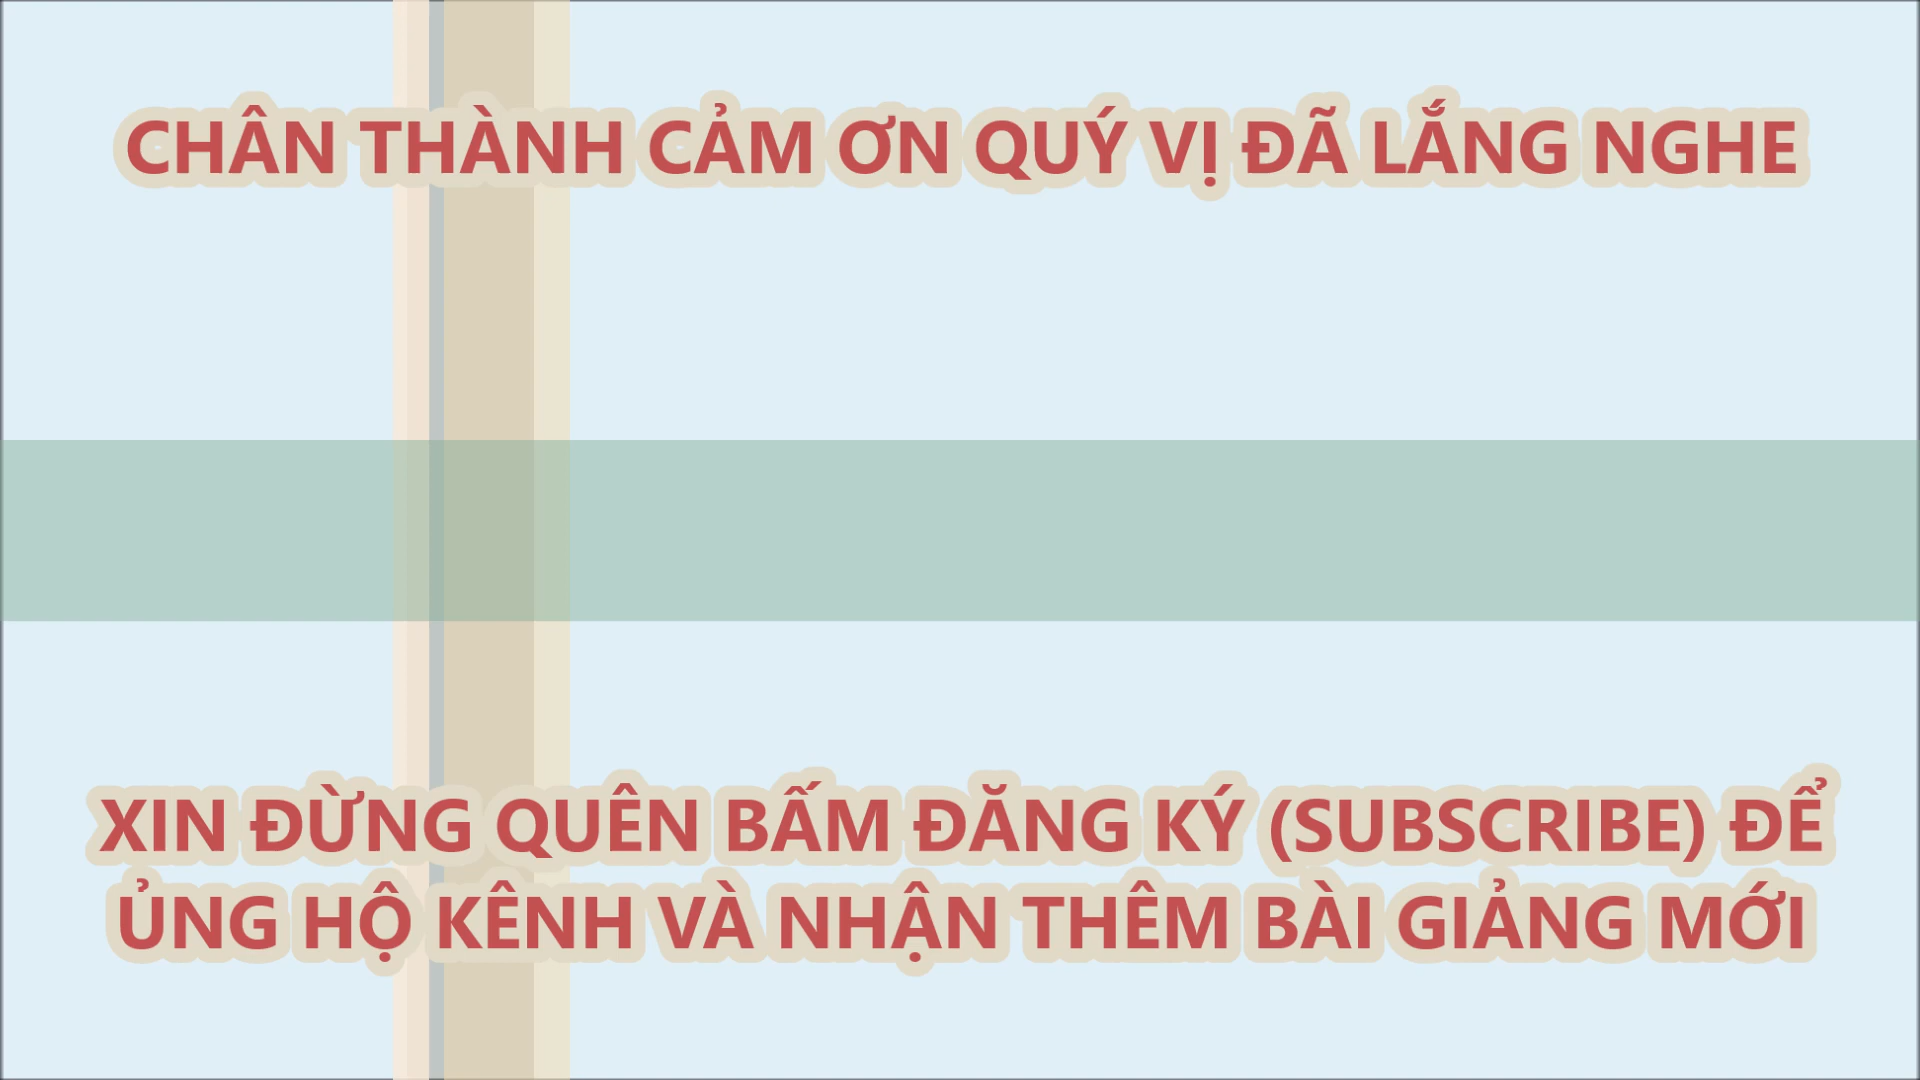 CHÂN THÀNH CẢM ƠN QUÝ VỊ ĐÃ LẮNG NGHE
XIN ĐỪNG QUÊN BẤM ĐĂNG KÝ (SUBSCRIBE) ĐỂ
ỦNG HỘ KÊNH VÀ NHẬN THÊM BÀI GIẢNG MỚI